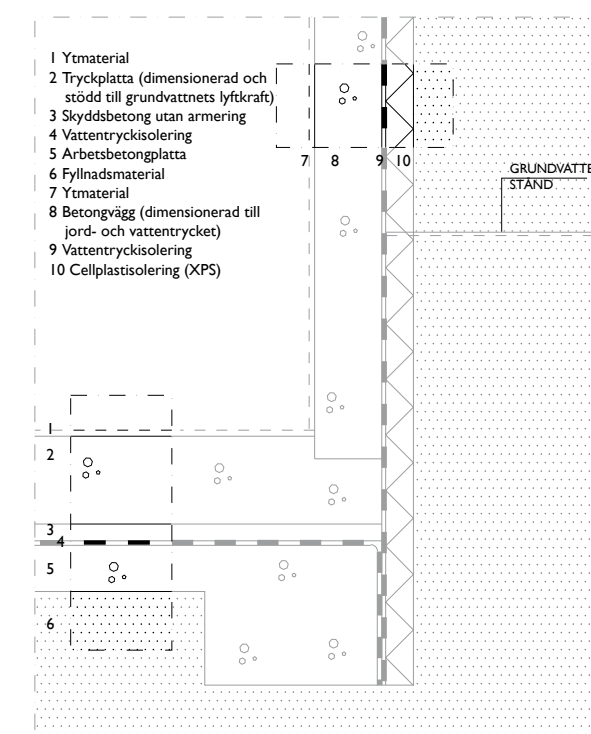 1 Ytmaterial
2 Tryckplatta (dimensionerad och
stödd till grundvattnets lyftkraft)
3 Skyddsbetong utan armering
4 Vattentryckisolering
5 Arbetsbetongplatta
6 Fyllnadsmaterial
7 Ytmaterial
8 Betongvägg (dimensionerad till
jord- och vattentrycket)
9 Vattentryckisolering
10 Cellplastisolering (XPS)
7 8 9 10
GRUNDVATTE
STÅND
1
2
3
4
5
6